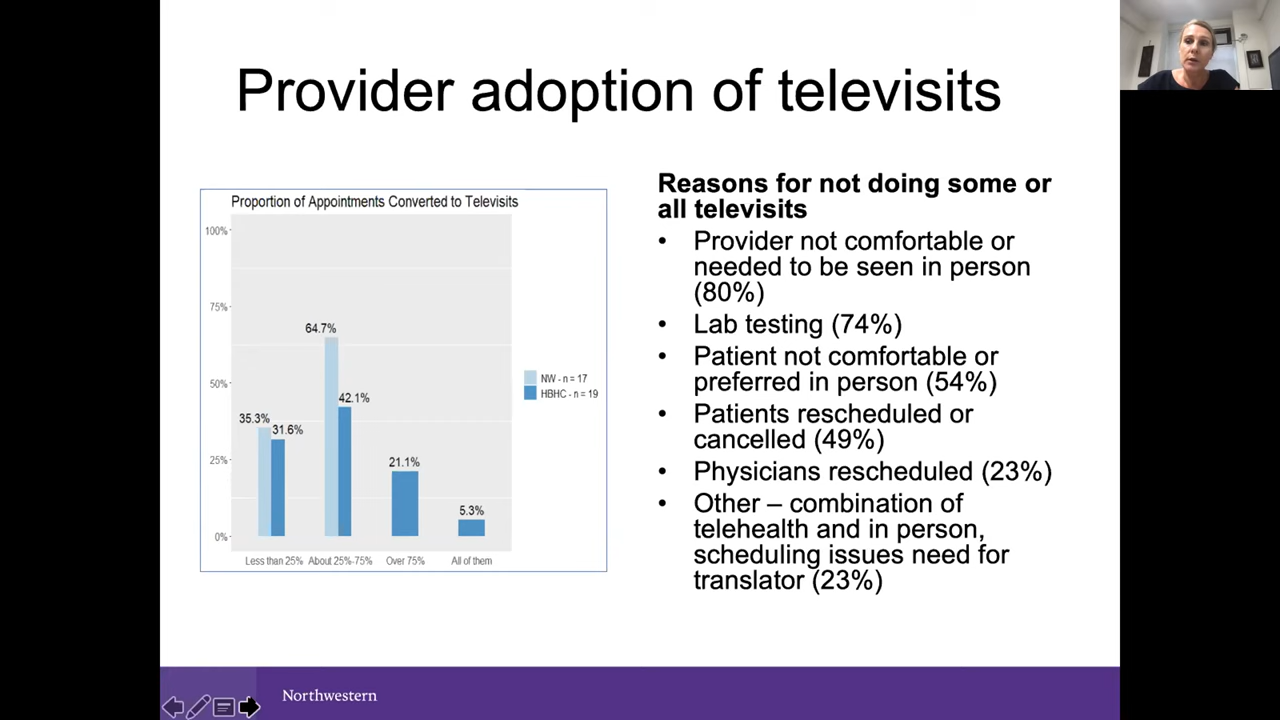 Provider adoption of televisits
Proportion of Appointments Converted to Televisits
100%
75%
50%
25%
0%
35.3%
31.6%
64.7%
42.1%
21.1%
5.3%
Less than 25%
About 25%-75%
Over 75%
All of them
NW - n = 17
HBHC - n = 19
Reasons for not doing some or
all televisits
• Provider not comfortable or
needed to be seen in person
(80%)
• Lab testing (74%)
• Patient not comfortable or
preferred in person (54%)
• Patients rescheduled or
cancelled (49%)
• Physicians rescheduled (23%)
• Other – combination of
telehealth and in person,
scheduling issues need for
translator (23%)
Northwestern